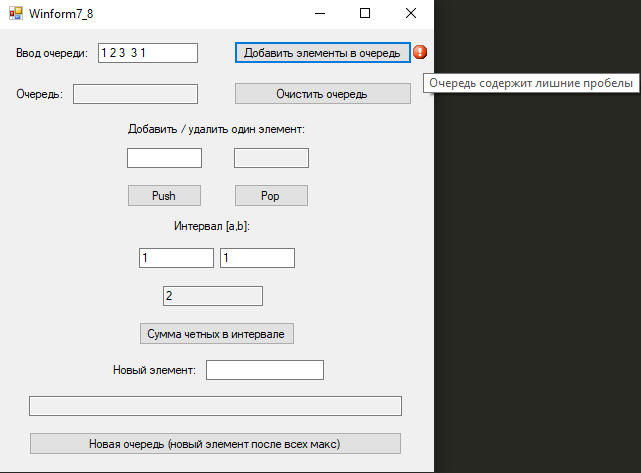 Winform7_8
Ввод очереди: 1 2 3  3 1 Добавить элементы в очередь
Очередь содержит лишние пробелы
Очередь: Очистить очередь
Добавить / удалить один элемент:
Push Pop
Интервал [a,b]:
1 1
2
Сумма четных в интервале
Новый элемент:
Новая очередь (новый элемент после всех макс)